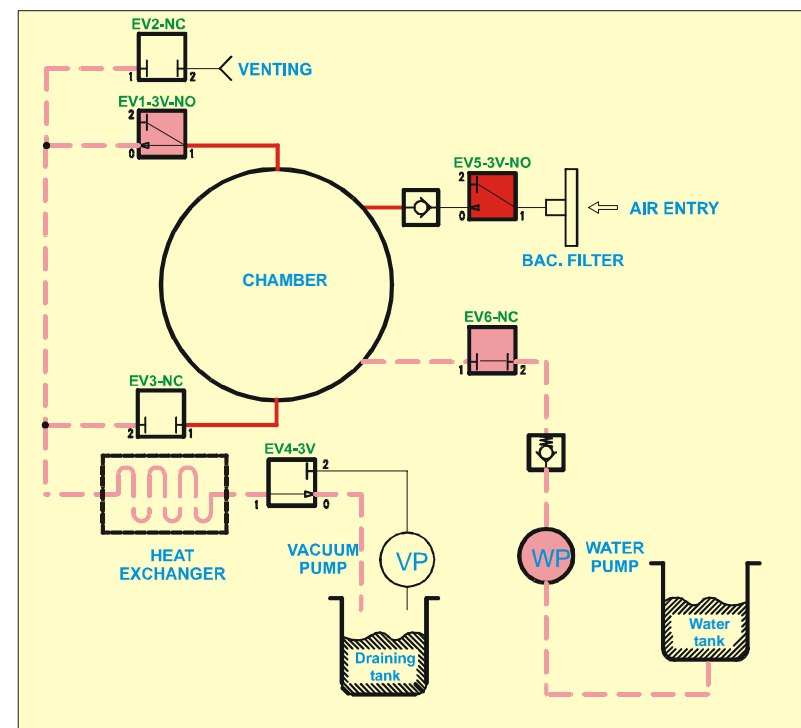 EV2-NC
1 2
VENTING
EV1-3V-NO
2
0 1
EV5-3V-NO
2
0 1
AIR ENTRY
BAC. FILTER
CHAMBER
EV6-NC
1 2
EV3-NC
2 1
EV4-3V
2
1 0
HEAT
EXCHANGER
VACUUM
PUMP
VP
WP
WATER
PUMP
Draining
tank
Water
tank